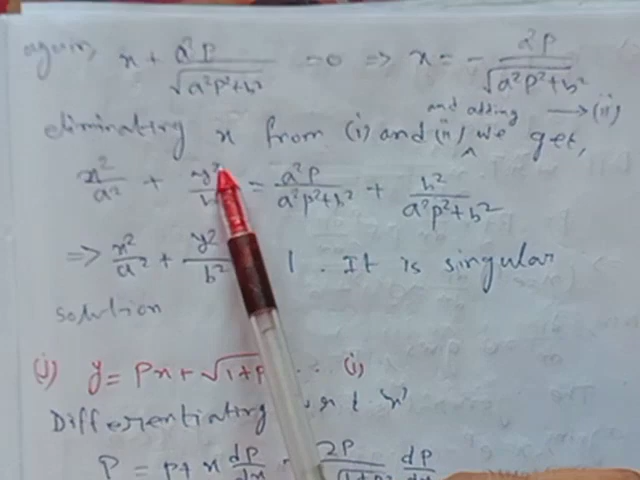 again, x + a²p/√a²p²+b² = 0 ⇒ x = - a²p/√a²p²+b²
and adding → (ii)
eliminating x from (i) and (ii) ^ we get,
x²/a² + y²/b² = a²p/a²p²+b² + b²/a²p²+b²
⇒ x²/a² + y²/b² 1 . It is singular
solution
(j) y = px + √1+p ... (i)
Differentiating w.r.t 'x'
p = p + x dp/dx 2p dp